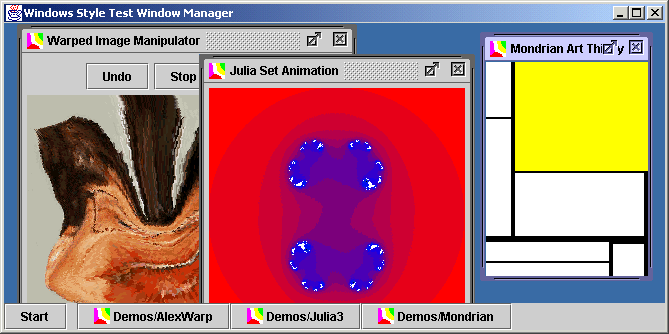 Windows Style Test Window Manager
Warped Image Manipulator
Undo
Stop
Julia Set Animation
Mondrian Art Thi y
Start
Demos/AlexWarp
Demos/Julia3
Demos/Mondrian